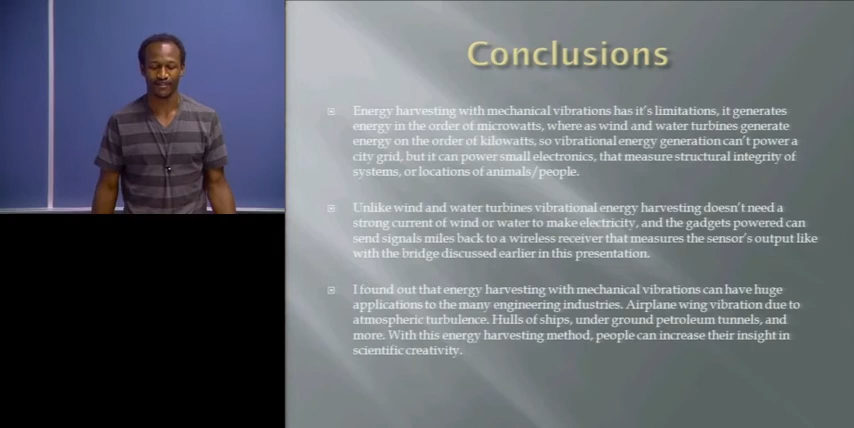 Conclusions
Energy harvesting with mechanical vibrations has it's limitations, it generates
energy in the order of microwatts, where as wind and water turbines generate
energy on the order of kilowatts, so vibrational energy generation can't power a
city grid, but it can power small electronics, that measure structural integrity of
systems, or locations of animals/people.
Unlike wind and water turbines vibrational energy harvesting doesn't need a
strong current of wind or water to make electricity, and the gadgets powered can
send signals miles back to a wireless receiver that measures the sensor's output like
with the bridge discussed earlier in this presentation.
I found out that energy harvesting with mechanical vibrations can have huge
applications to the many engineering industries. Airplane wing vibration due to
atmospheric turbulence. Hulls of ships, under ground petroleum tunnels, and
more. With this energy harvesting method, people can increase their insight in
scientific creativity.